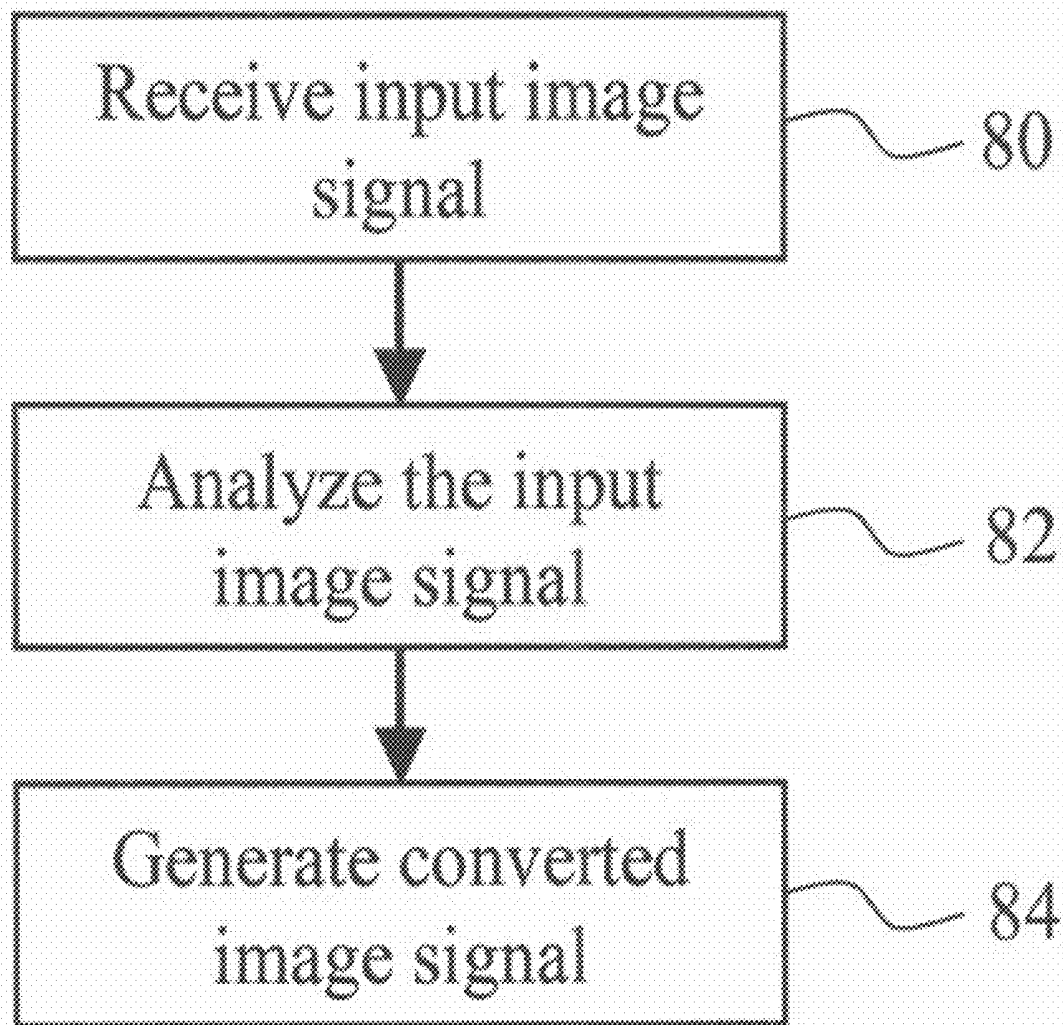 Receive input image
signal
80
Analyze the input
image signal
82
Generate converted
image signal
84